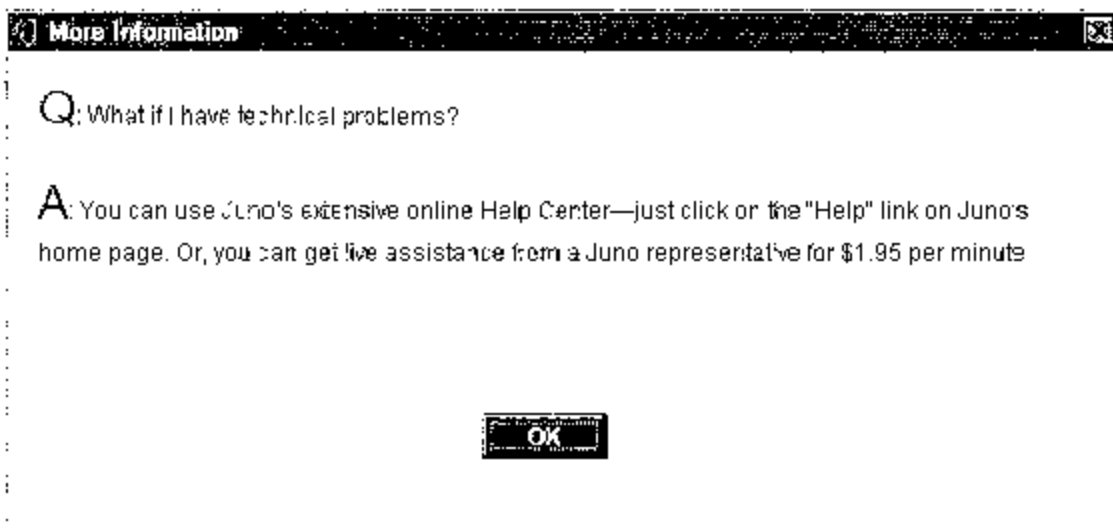 More Information
Q: What if I have technical problems?
A: You can use Juno's extensive online Help Center—just click on the "Help" link on Juno's
home page. Or, you can get live assistance from a Juno representative for $1.95 per minute
OK